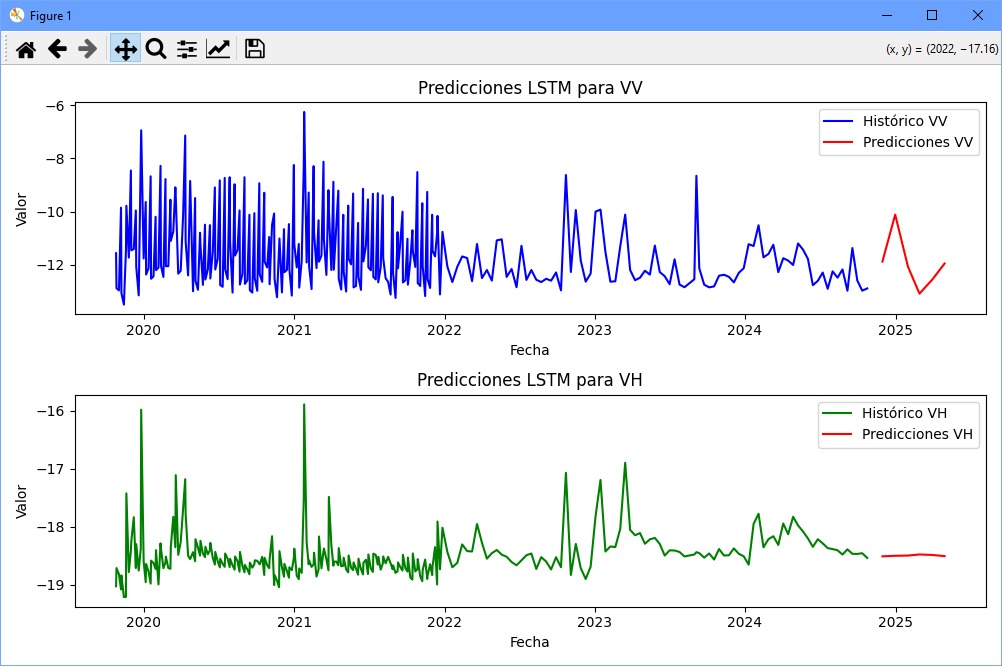 Figure 1
(x, y) = (2022, −17.16)
Predicciones LSTM para VV
Histórico VV
Predicciones VV
Valor
−6
−8
−10
−12
2020 2021 2022 2023 2024 2025
Fecha
Predicciones LSTM para VH
Histórico VH
Predicciones VH
Valor
−16
−17
−18
−19
2020 2021 2022 2023 2024 2025
Fecha